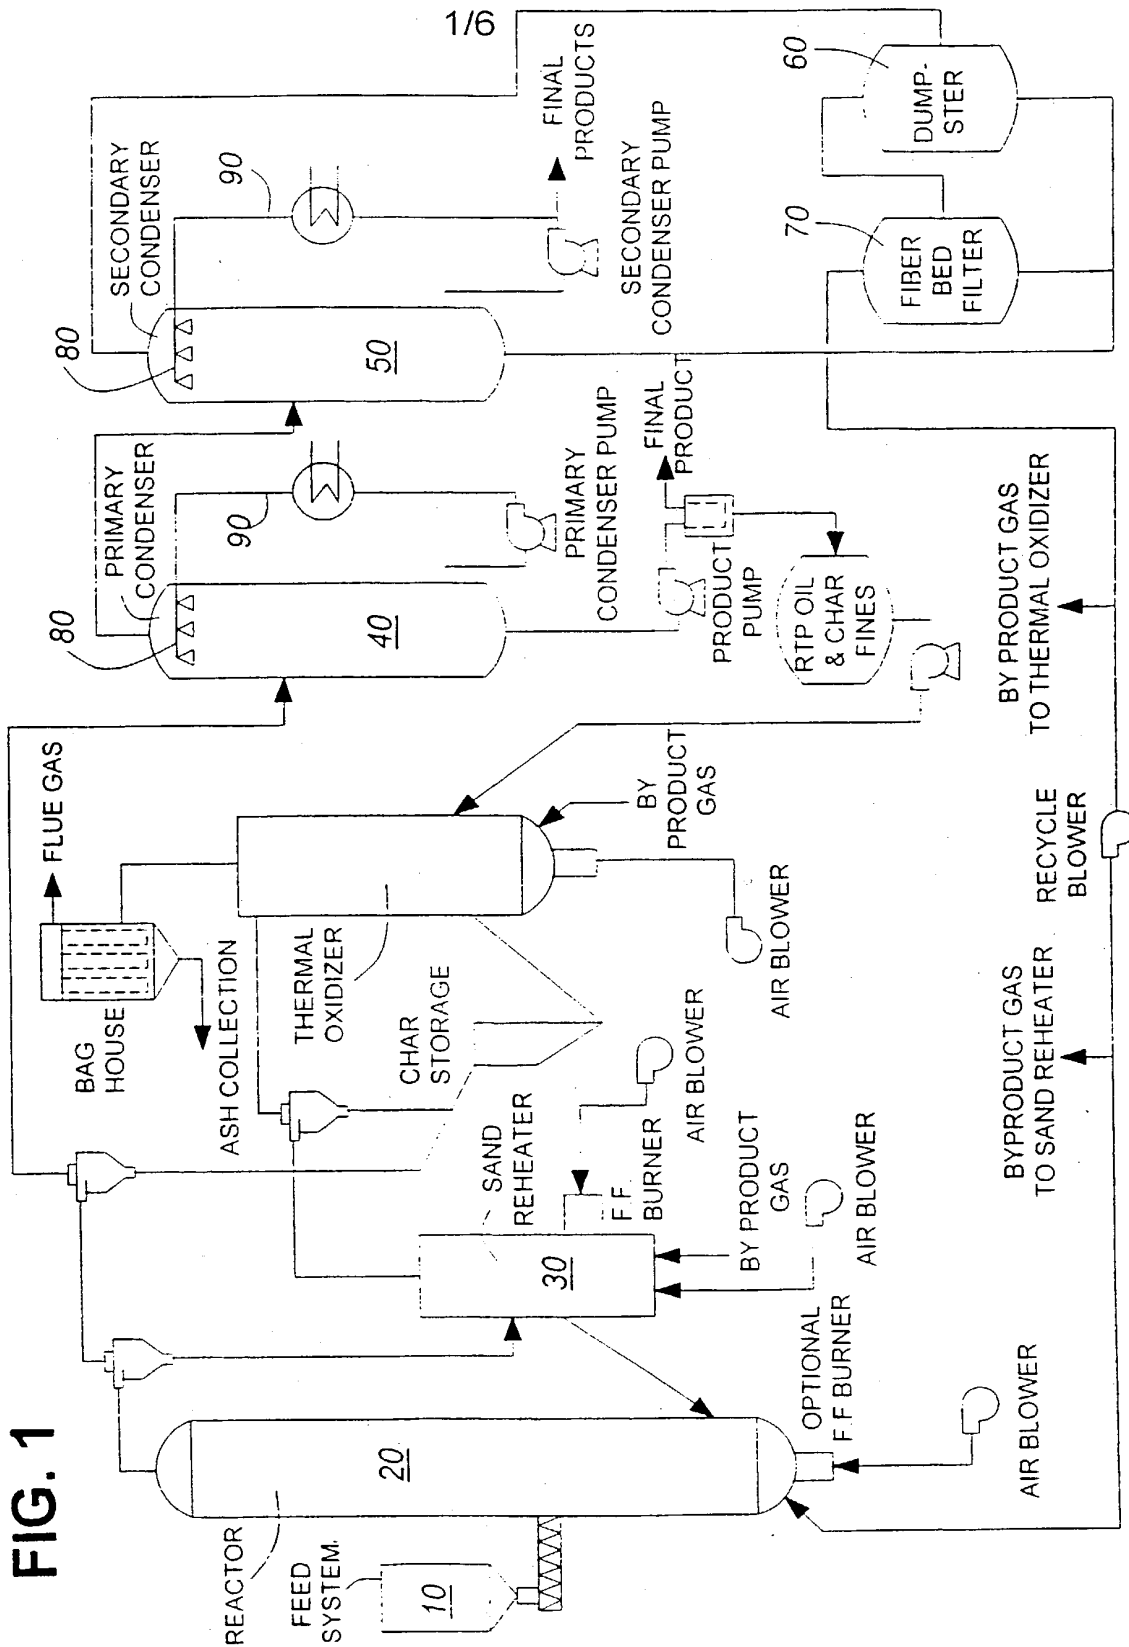 1/6
FIG. 1
REACTOR
FEED
SYSTEM
10
20
OPTIONAL
F.F BURNER
AIR BLOWER
SAND
REHEATER
30
F.F.
BURNER
AIR BLOWER
BY PRODUCT
GAS
AIR BLOWER
BAG
HOUSE
FLUE GAS
ASH COLLECTION
CHAR
STORAGE
THERMAL
OXIDIZER
BY
PRODUCT
GAS
AIR BLOWER
PRIMARY
CONDENSER
80
90
40
PRIMARY
CONDENSER PUMP
PRODUCT
PUMP
FINAL
PRODUCT
RTP OIL
& CHAR
FINES
SECONDARY
CONDENSER
80
90
50
FINAL
PRODUCTS
SECONDARY
CONDENSER PUMP
60
DUMP-
STER
70
FIBER
BED
FILTER
BY PRODUCT GAS
TO THERMAL OXIDIZER
RECYCLE
BLOWER
BYPRODUCT GAS
TO SAND REHEATER